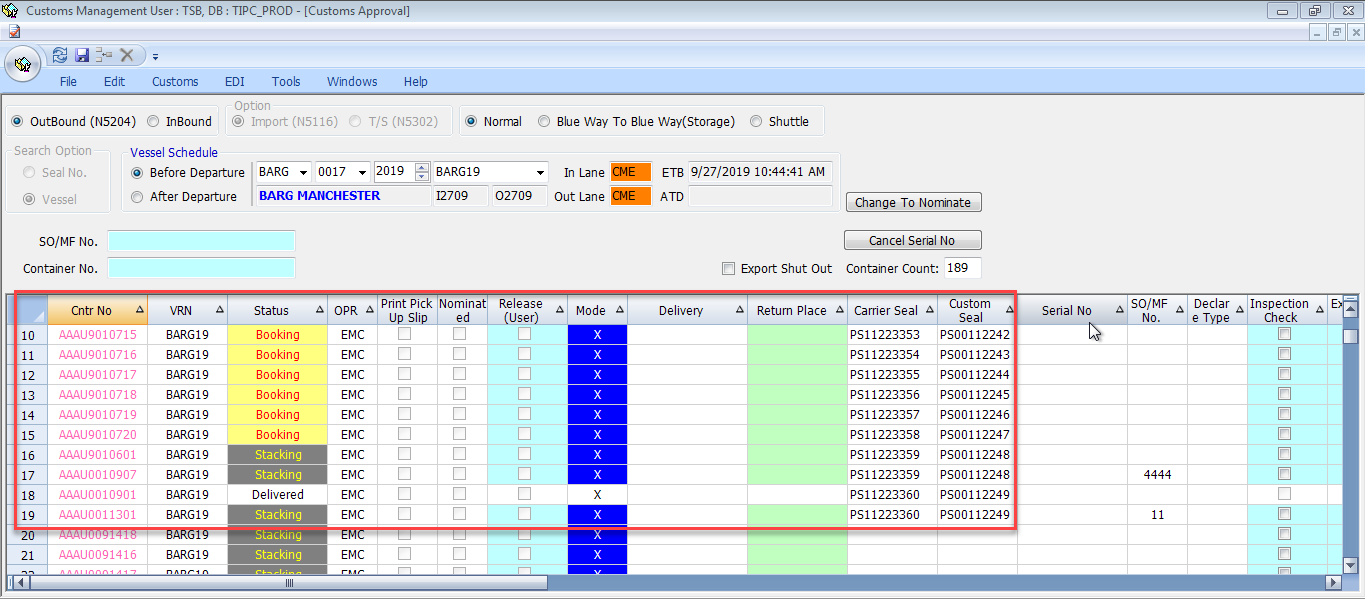 Customs Management User : TSB, DB : TIPC_PROD - [Customs Approval]
File Edit Customs EDI Tools Windows Help
Option
OutBound (N5204) InBound Import (N5116) T/S (N5302) Normal Blue Way To Blue Way(Storage) Shuttle
Search Option Vessel Schedule
Seal No. Before Departure BARG 0017 2019 BARG19 In Lane CME ETB 9/27/2019 10:44:41 AM
Vessel After Departure BARG MANCHESTER I2709 O2709 Out Lane CME ATD
Change To Nominate
SO/MF No. Cancel Serial No
Container No. Export Shut Out Container Count: 189
Cntr No VRN Status OPR Print Pick Up Slip Nominat ed Release (User) Mode Delivery Return Place Carrier Seal Custom Seal Serial No SO/MF No. Declar e Type Inspection Check Ex
10 AAAU9010715 BARG19 Booking EMC X PS11223353 PS00112242
11 AAAU9010716 BARG19 Booking EMC X PS11223354 PS00112243
12 AAAU9010717 BARG19 Booking EMC X PS11223355 PS00112244
13 AAAU9010718 BARG19 Booking EMC X PS11223356 PS00112245
14 AAAU9010719 BARG19 Booking EMC X PS11223357 PS00112246
15 AAAU9010720 BARG19 Booking EMC X PS11223358 PS00112247
16 AAAU9010601 BARG19 Stacking EMC X PS11223359 PS00112248
17 AAAU0010907 BARG19 Stacking EMC X PS11223359 PS00112248 4444
18 AAAU0010901 BARG19 Delivered EMC X PS11223360 PS00112249
19 AAAU0011301 BARG19 Stacking EMC X PS11223360 PS00112249 11
20 AAAU0091418 BARG19 Stacking EMC X
21 AAAU0091416 BARG19 Stacking EMC X
22 AAAU0091417 BARG19 Stacking EMC X